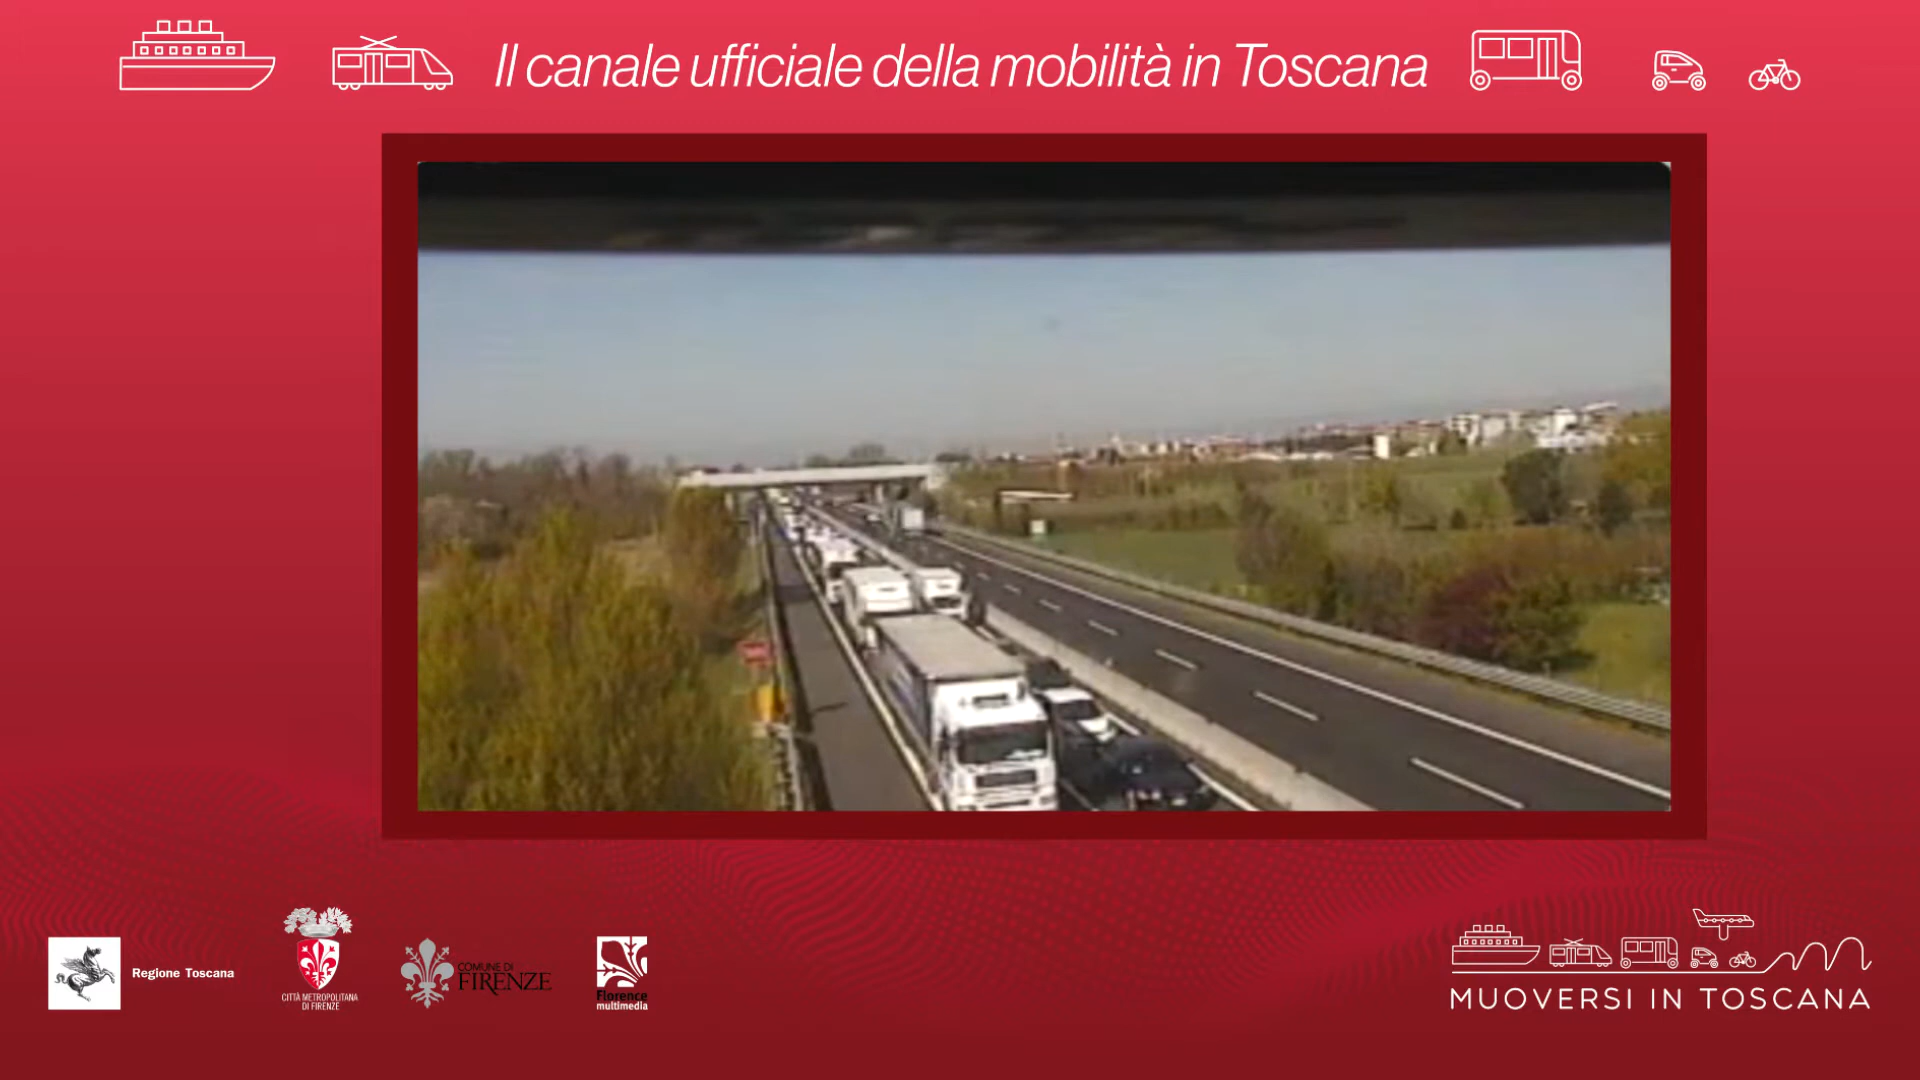 Il canale ufficiale della mobilità in Toscana
Regione Toscana
CITTÀ METROPOLITANA
DI FIRENZE
COMUNE DI
FIRENZE
Florence
multimedia
MUOVERSI IN TOSCANA